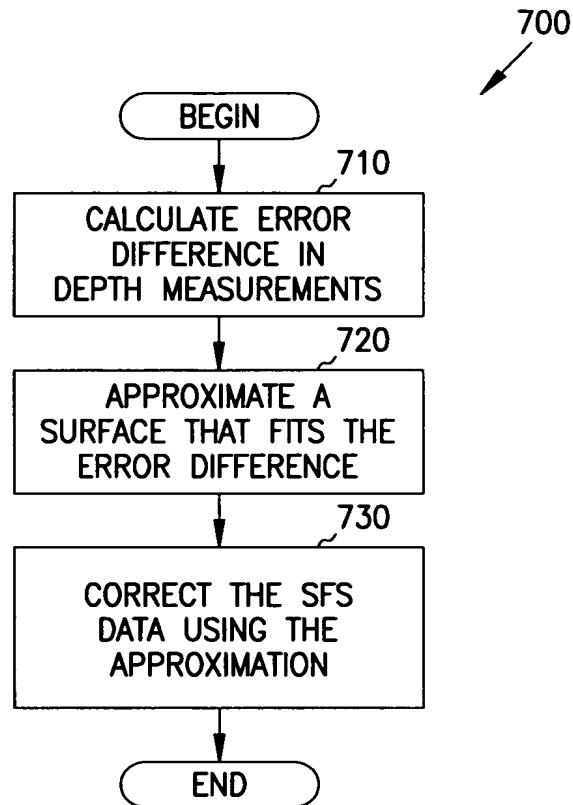 700
BEGIN
710
CALCULATE ERROR
DIFFERENCE IN
DEPTH MEASUREMENTS
720
APPROXIMATE A
SURFACE THAT FITS THE
ERROR DIFFERENCE
730
CORRECT THE SFS
DATA USING THE
APPROXIMATION
END